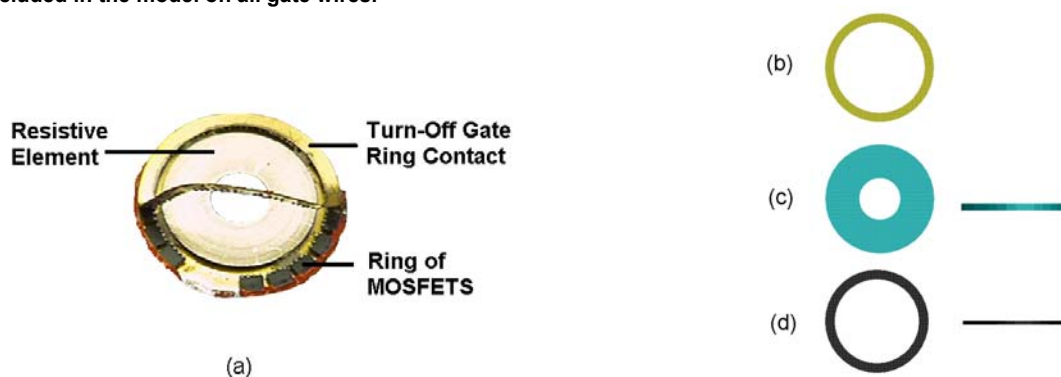 included in the model on all gate wires.
Resistive
Element
Turn-Off Gate
Ring Contact
Ring of
MOSFETS
(a)
(b)
(c)
(d)